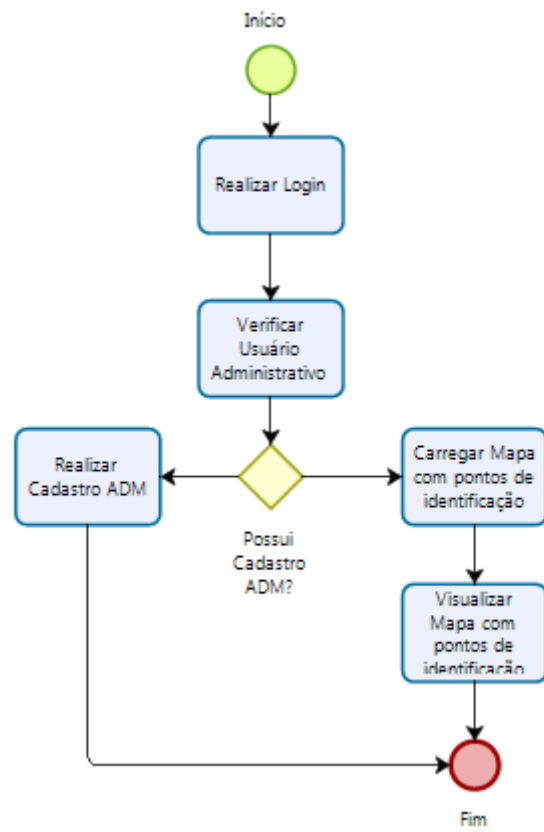 Início
Realizar Login
Verificar
Usuário
Administrativo
Realizar
Cadastro ADM
Possui
Cadastro
ADM?
Carregar Mapa
com pontos de
identificação
Visualizar
Mapa com
pontos de
identificação
Fim